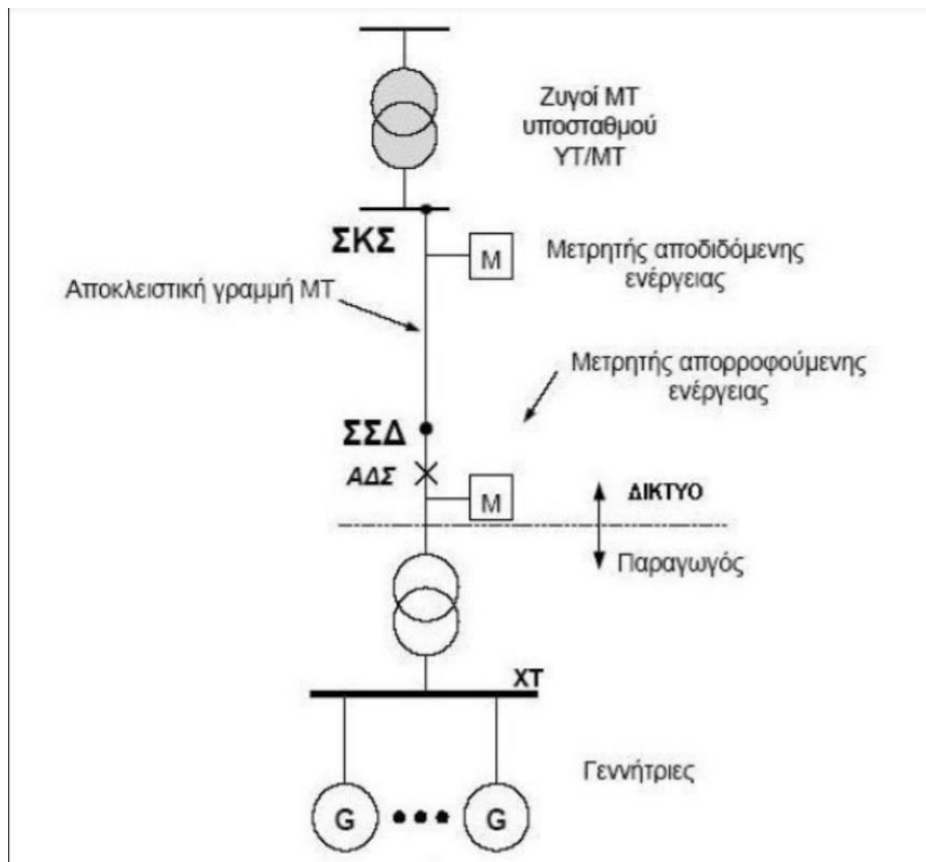 Ζυγοί ΜΤ
υποσταθμού
ΥΤ/ΜΤ
ΣΚΣ
Μ
Μετρητής αποδιδόμενης
ενέργειας
Αποκλειστική γραμμή ΜΤ
Μετρητής απορροφούμενης
ενέργειας
ΣΣΔ
ΑΔΣ
Μ
ΔΙΚΤΥΟ
Παραγωγός
ΧΤ
Γεννήτριες
G
G